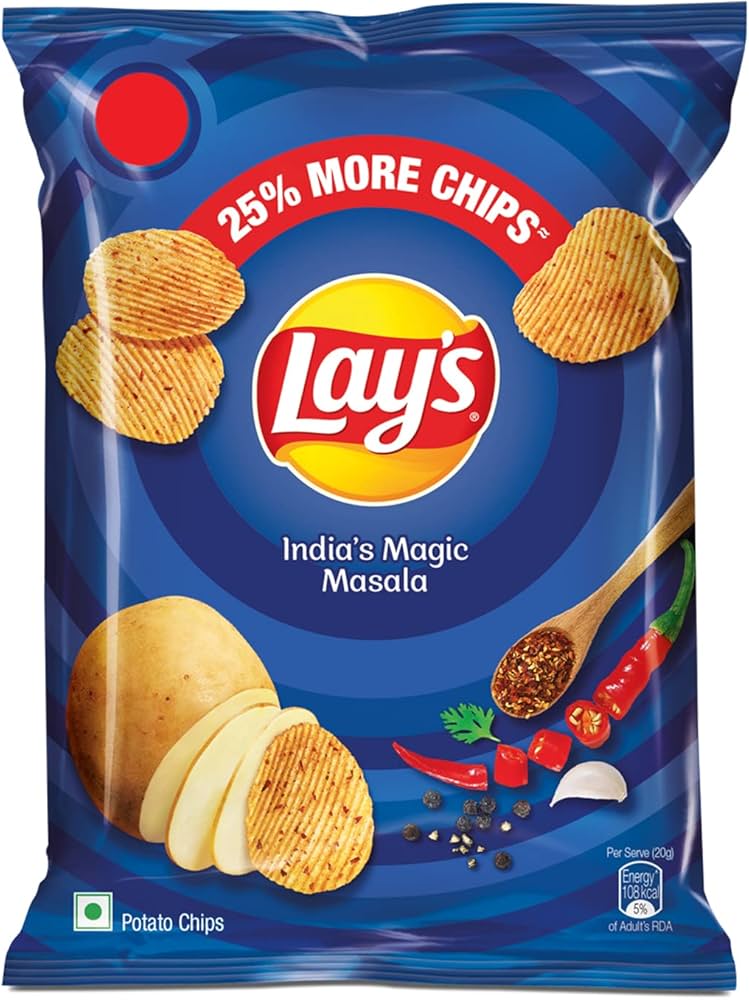 25% MORE CHIPS≈
Lay's®
India's Magic
Masala
Per Serve (20g)
Energy*
108 kcal
5%
of Adult's RDA
Potato Chips